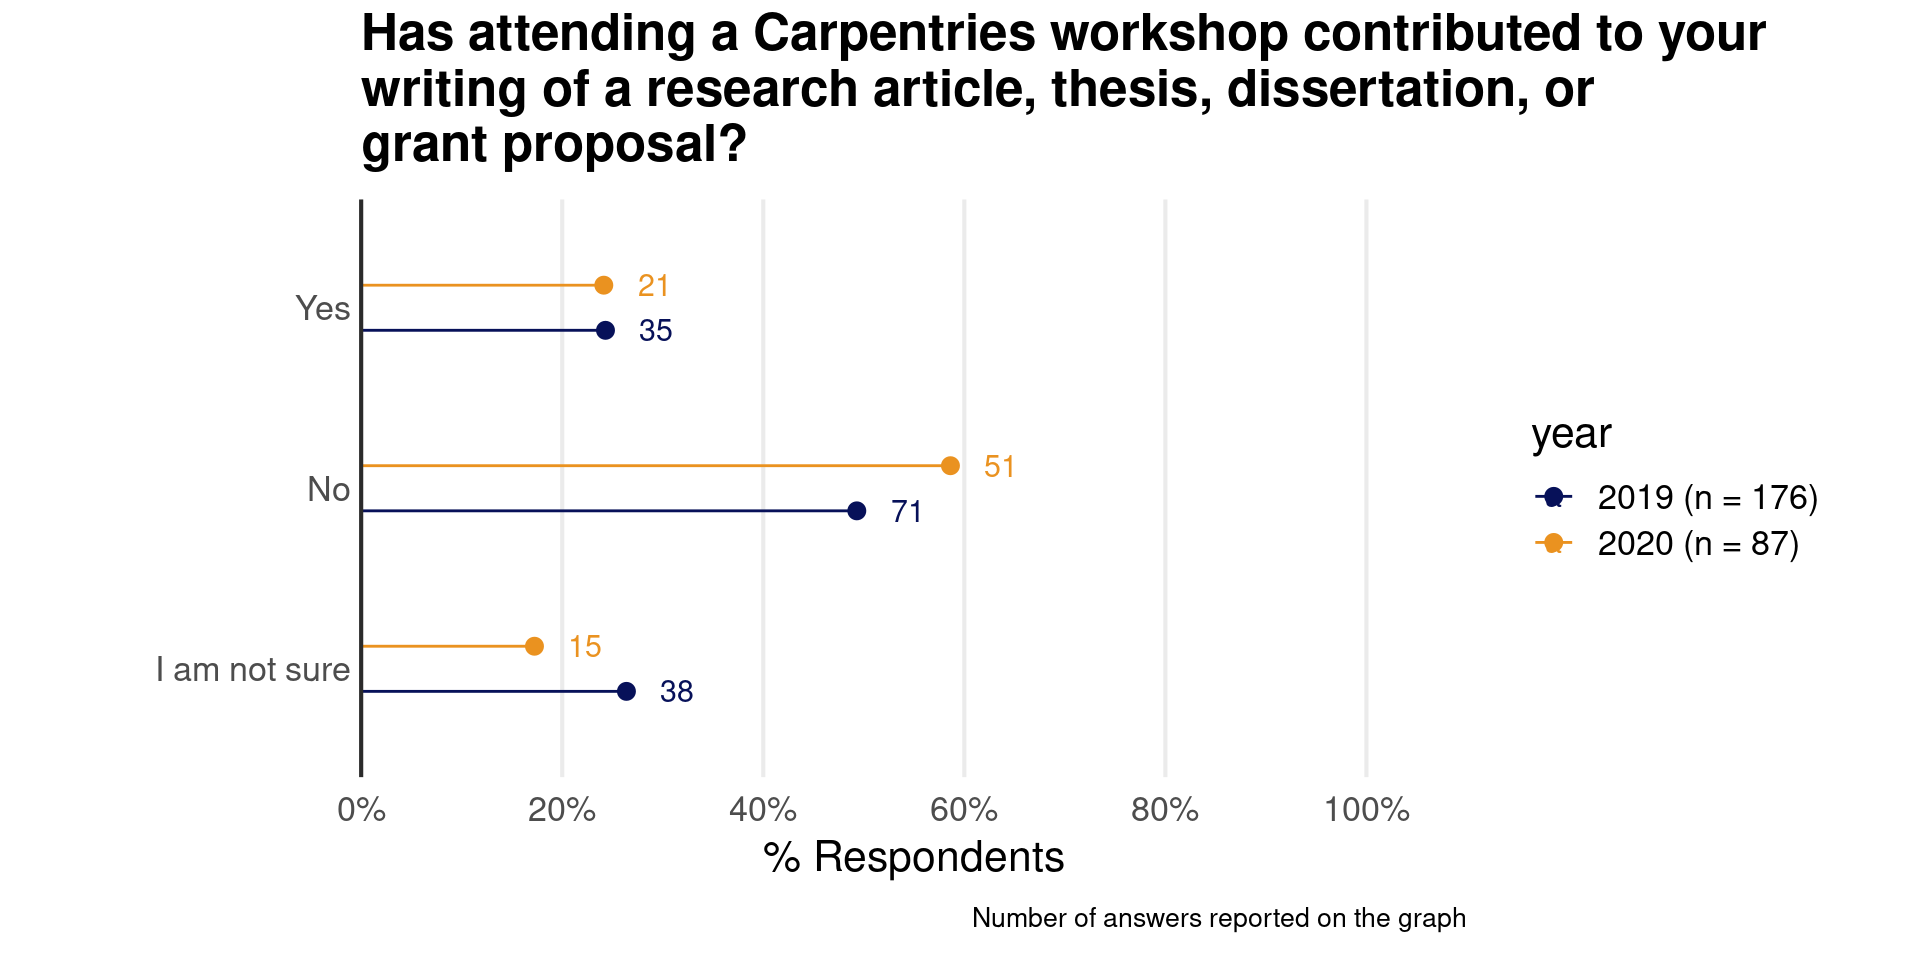 Has attending a Carpentries workshop contributed to your
writing of a research article, thesis, dissertation, or
grant proposal?
Yes
21
35
No
51
71
I am not sure
15
38
0% 20% 40% 60% 80% 100%
% Respondents
year
2019 (n = 176)
2020 (n = 87)
Number of answers reported on the graph